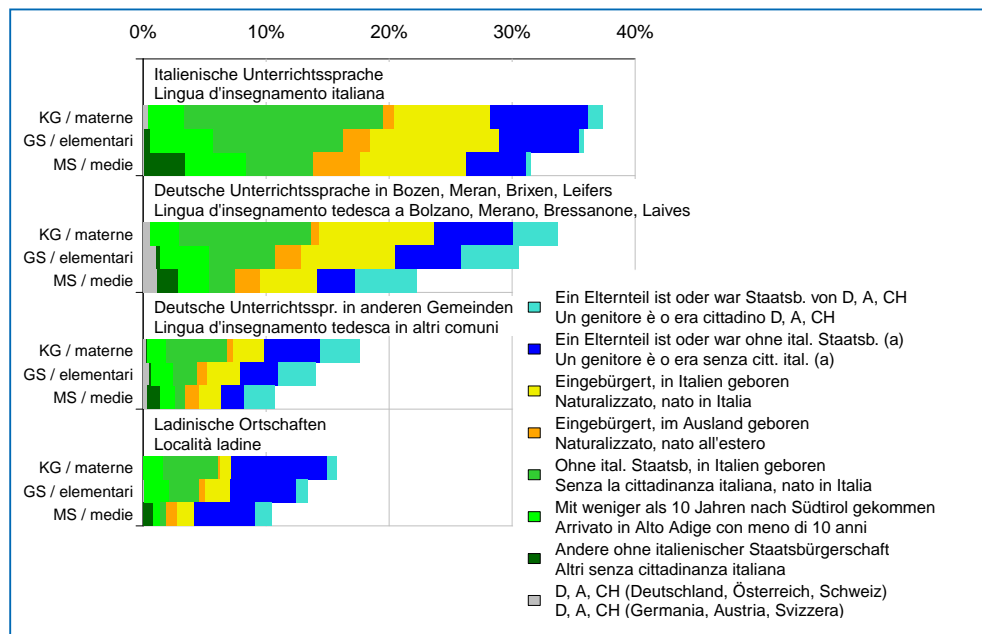 0% 10% 20% 30% 40%
Italienische Unterrichtssprache
Lingua d'insegnamento italiana
KG / materne
GS / elementari
MS / medie
Deutsche Unterrichtssprache in Bozen, Meran, Brixen, Leifers
Lingua d'insegnamento tedesca a Bolzano, Merano, Bressanone, Laives
KG / materne
GS / elementari
MS / medie
Deutsche Unterrichtsspr. in anderen Gemeinden
Lingua d'insegnamento tedesca in altri comuni
KG / materne
GS / elementari
MS / medie
Ladinische Ortschaften
Località ladine
KG / materne
GS / elementari
MS / medie
Ein Elternteil ist oder war Staatsb. von D, A, CH
Un genitore è o era cittadino D, A, CH
Ein Elternteil ist oder war ohne ital. Staatsb. (a)
Un genitore è o era senza citt. ital. (a)
Eingebürgert, in Italien geboren
Naturalizzato, nato in Italia
Eingebürgert, im Ausland geboren
Naturalizzato, nato all'estero
Ohne ital. Staatsb, in Italien geboren
Senza la cittadinanza italiana, nato in Italia
Mit weniger als 10 Jahren nach Südtirol gekommen
Arrivato in Alto Adige con meno di 10 anni
Andere ohne italienischer Staatsbürgerschaft
Altri senza cittadinanza italiana
D, A, CH (Deutschland, Österreich, Schweiz)
D, A, CH (Germania, Austria, Svizzera)